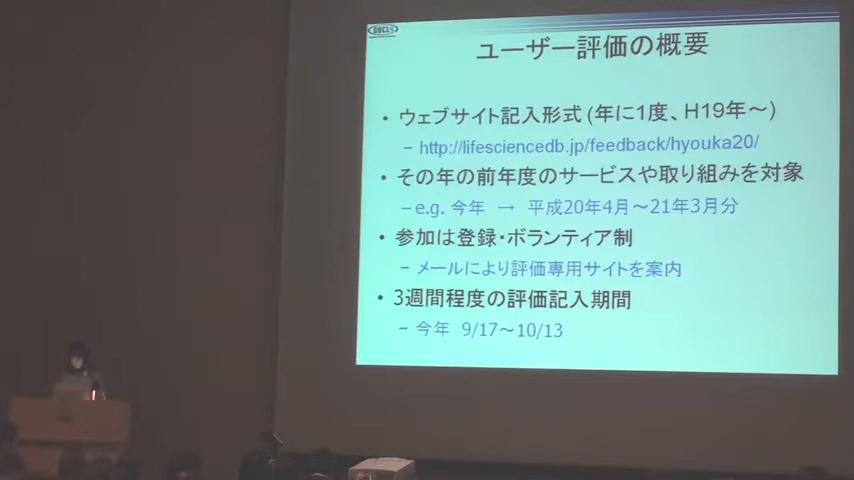 DBCLS
ユーザー評価の概要
• ウェブサイト記入形式 (年に1度、H19年～)
– http://lifesciencedb.jp/feedback/hyouka20/
• その年の前年度のサービスや取り組みを対象
– e.g. 今年 → 平成20年4月～21年3月分
• 参加は登録・ボランティア制
– メールにより評価専用サイトを案内
• 3週間程度の評価記入期間
– 今年 9/17～10/13